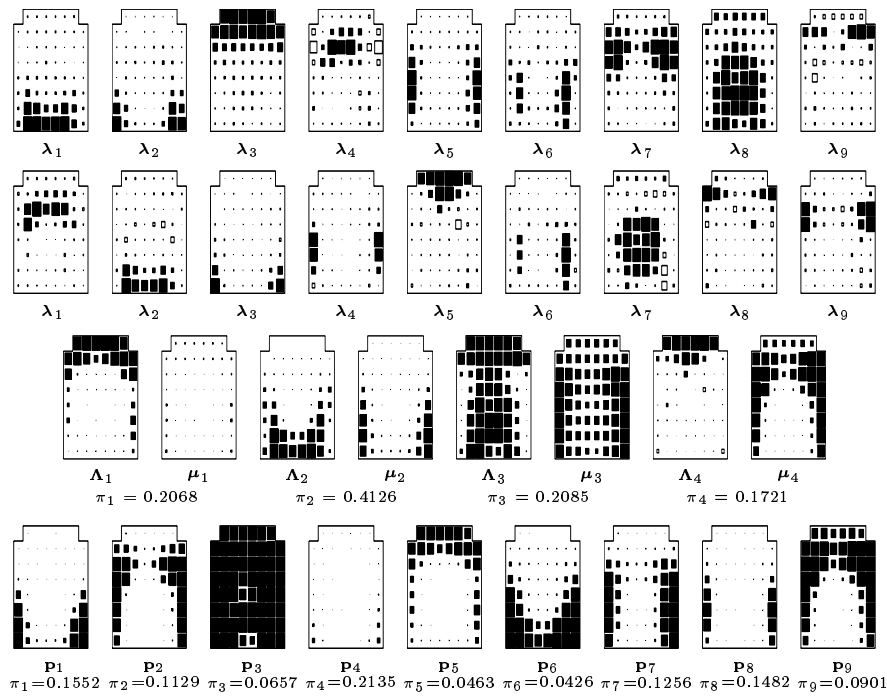 λ1 λ2 λ3 λ4 λ5 λ6 λ7 λ8 λ9
λ1 λ2 λ3 λ4 λ5 λ6 λ7 λ8 λ9
Λ1 μ1 Λ2 μ2 Λ3 μ3 Λ4 μ4
π1 = 0.2068 π2 = 0.4126 π3 = 0.2085 π4 = 0.1721
p1 p2 p3 p4 p5 p6 p7 p8 p9
π1=0.1552 π2=0.1129 π3=0.0657 π4=0.2135 π5=0.0463 π6=0.0426 π7=0.1256 π8=0.1482 π9=0.0901